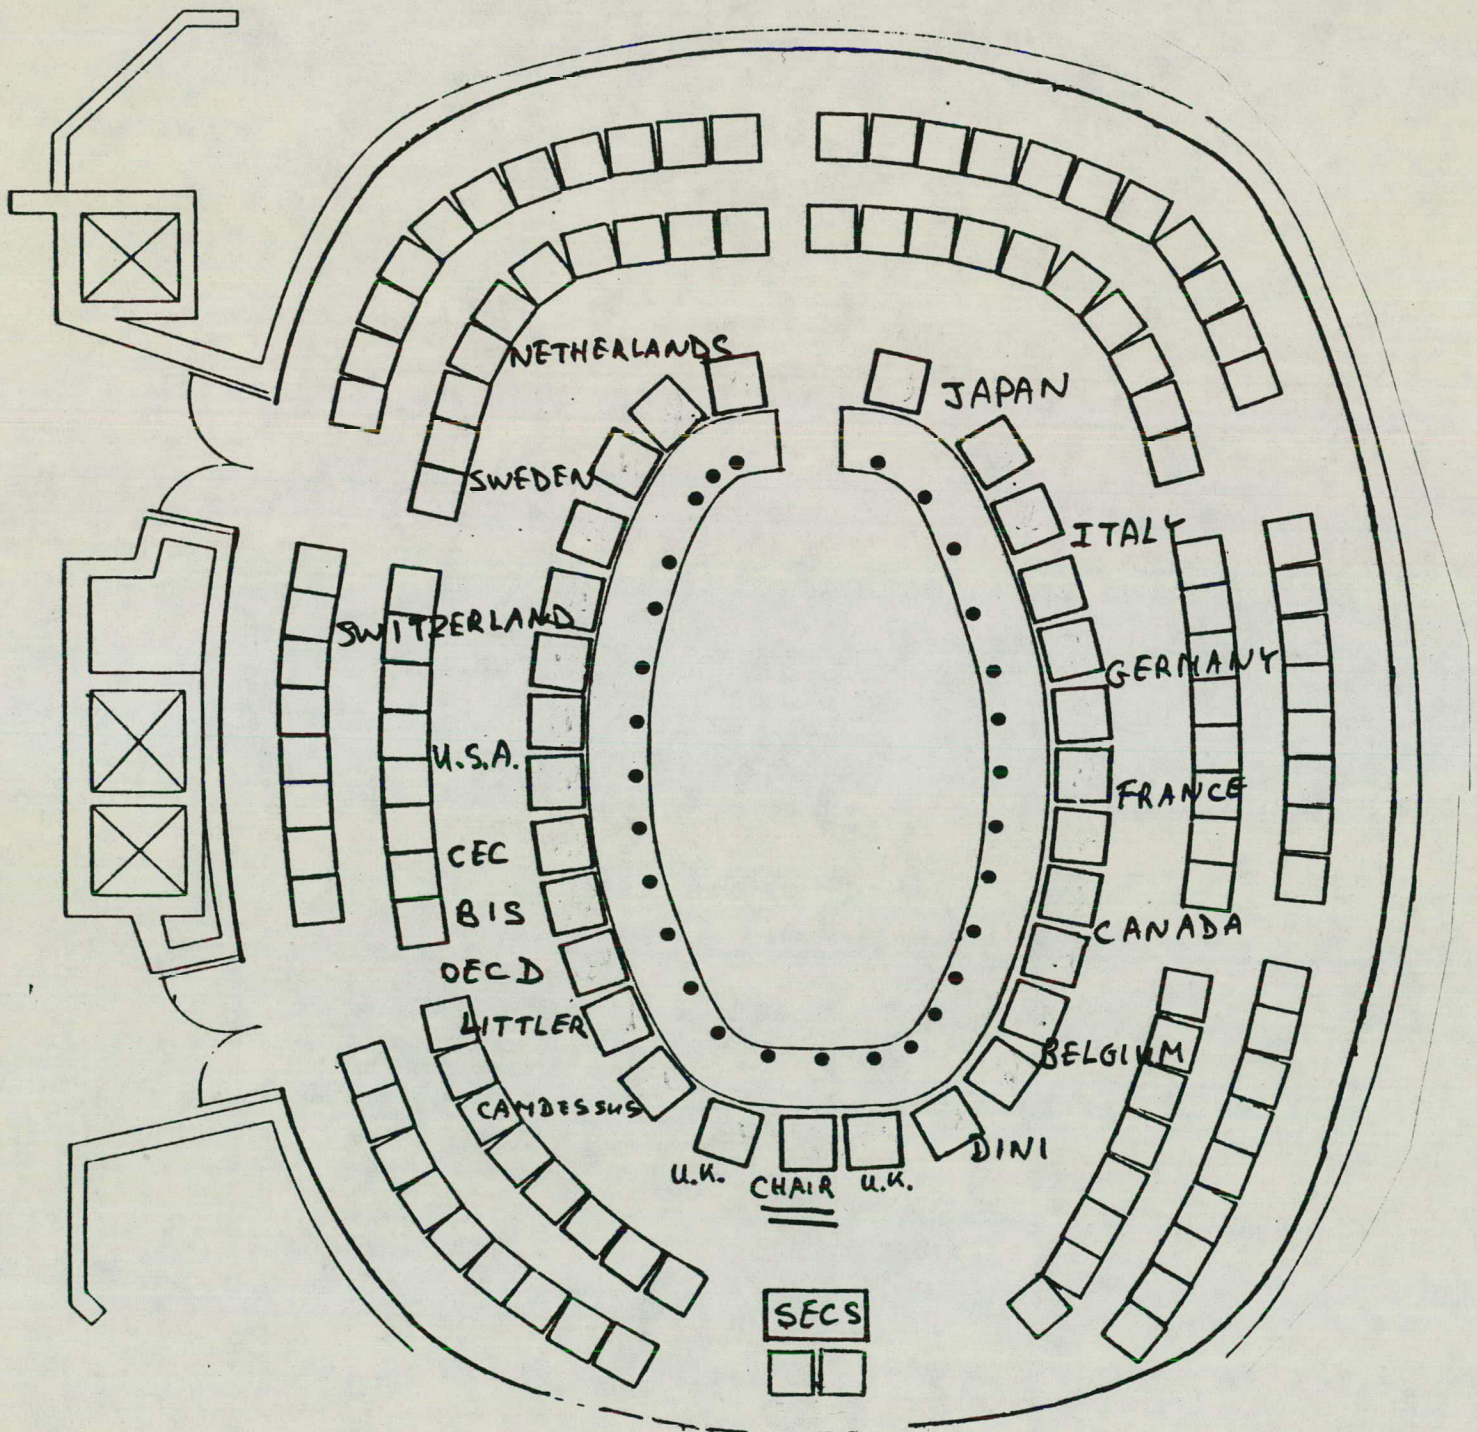 NETHERLANDS
JAPAN
SWEDEN
ITALY
SWITZERLAND
GERMANY
U.S.A.
FRANCE
CEC
BIS
CANADA
OECD
LITTLER
BELGIUM
CAMDESSUS
DINI
U.K.
CHAIR
U.K.
SECS